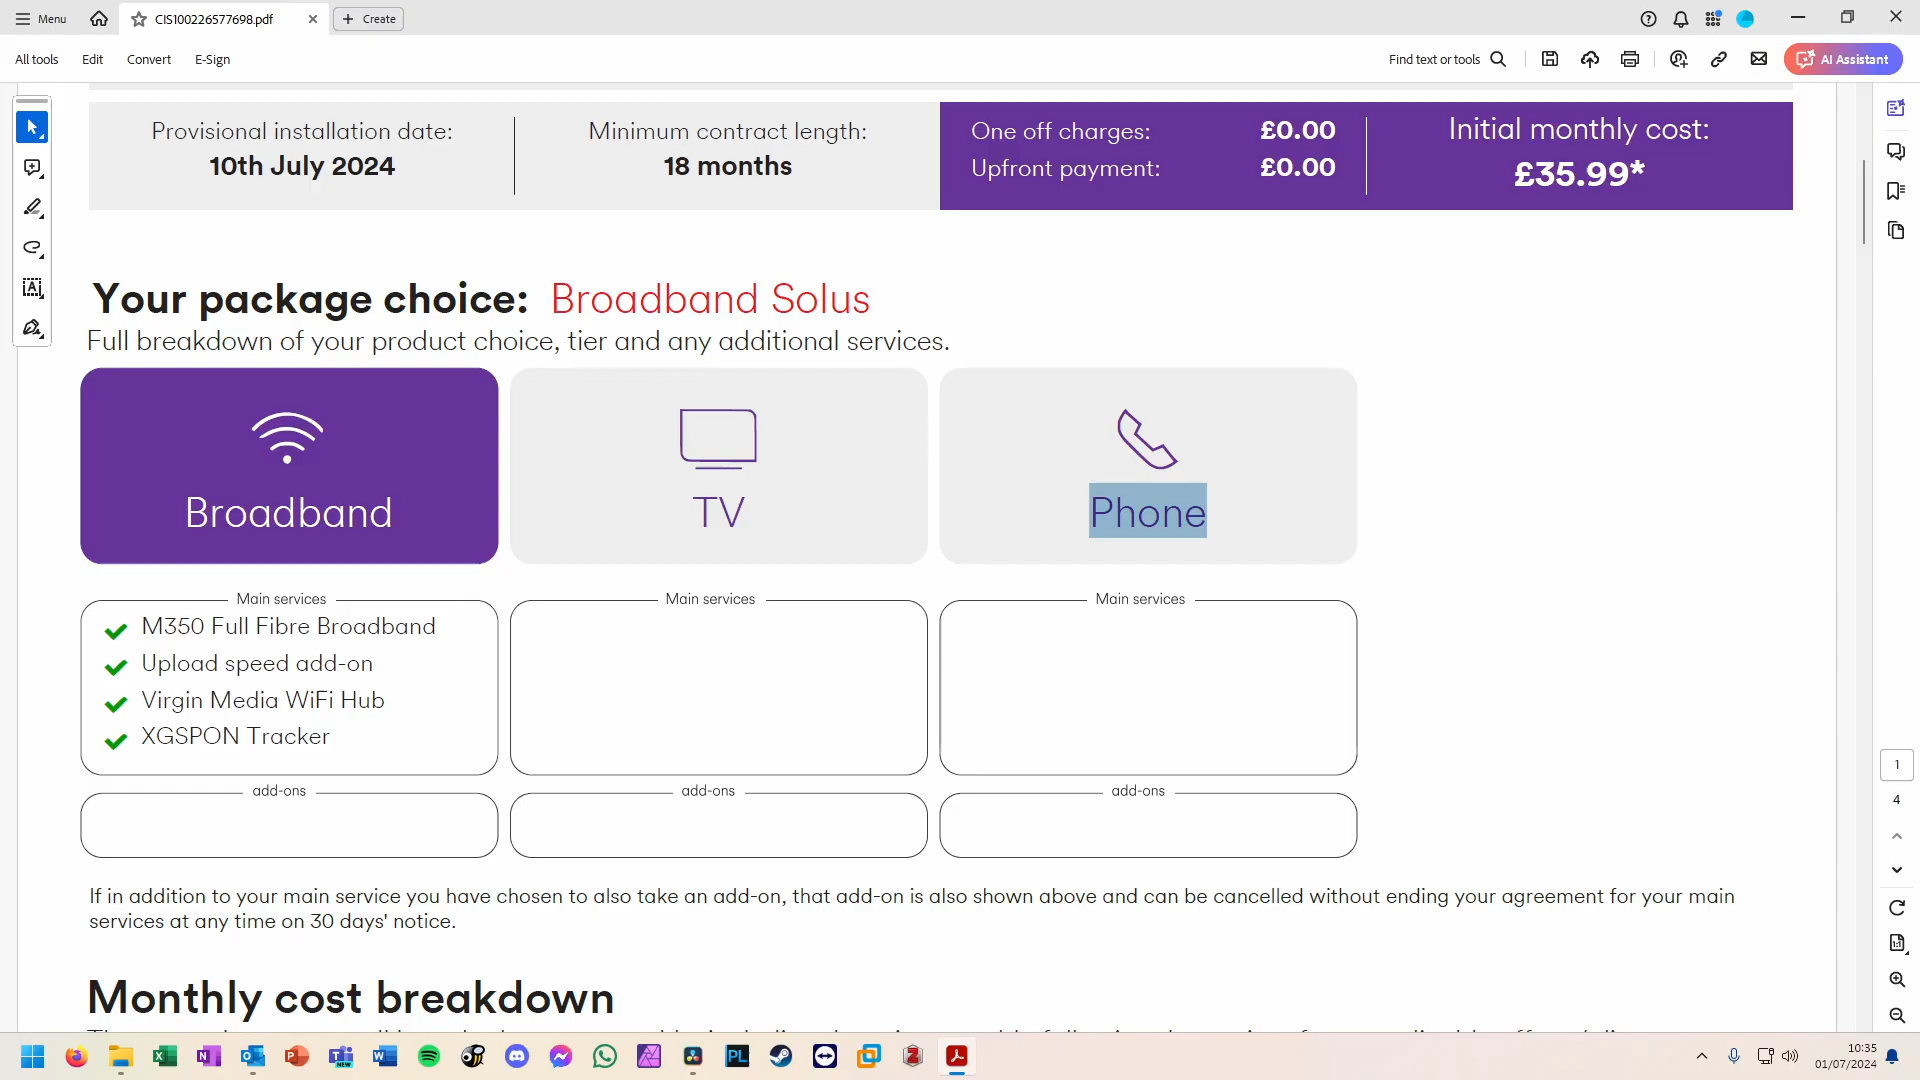 Menu
CIS100226577698.pdf
Create
All tools
Edit
Convert
E-Sign
Find text or tools
AI Assistant
Provisional installation date:
10th July 2024
Minimum contract length:
18 months
One off charges: £0.00
Upfront payment: £0.00
Initial monthly cost:
£35.99*
Your package choice: Broadband Solus
Full breakdown of your product choice, tier and any additional services.
Broadband
TV
Phone
Main services
M350 Full Fibre Broadband
Upload speed add-on
Virgin Media WiFi Hub
XGSPON Tracker
add-ons
Main services
add-ons
Main services
add-ons
If in addition to your main service you have chosen to also take an add-on, that add-on is also shown above and can be cancelled without ending your agreement for your main
services at any time on 30 days' notice.
Monthly cost breakdown
1
4
10:35
01/07/2024